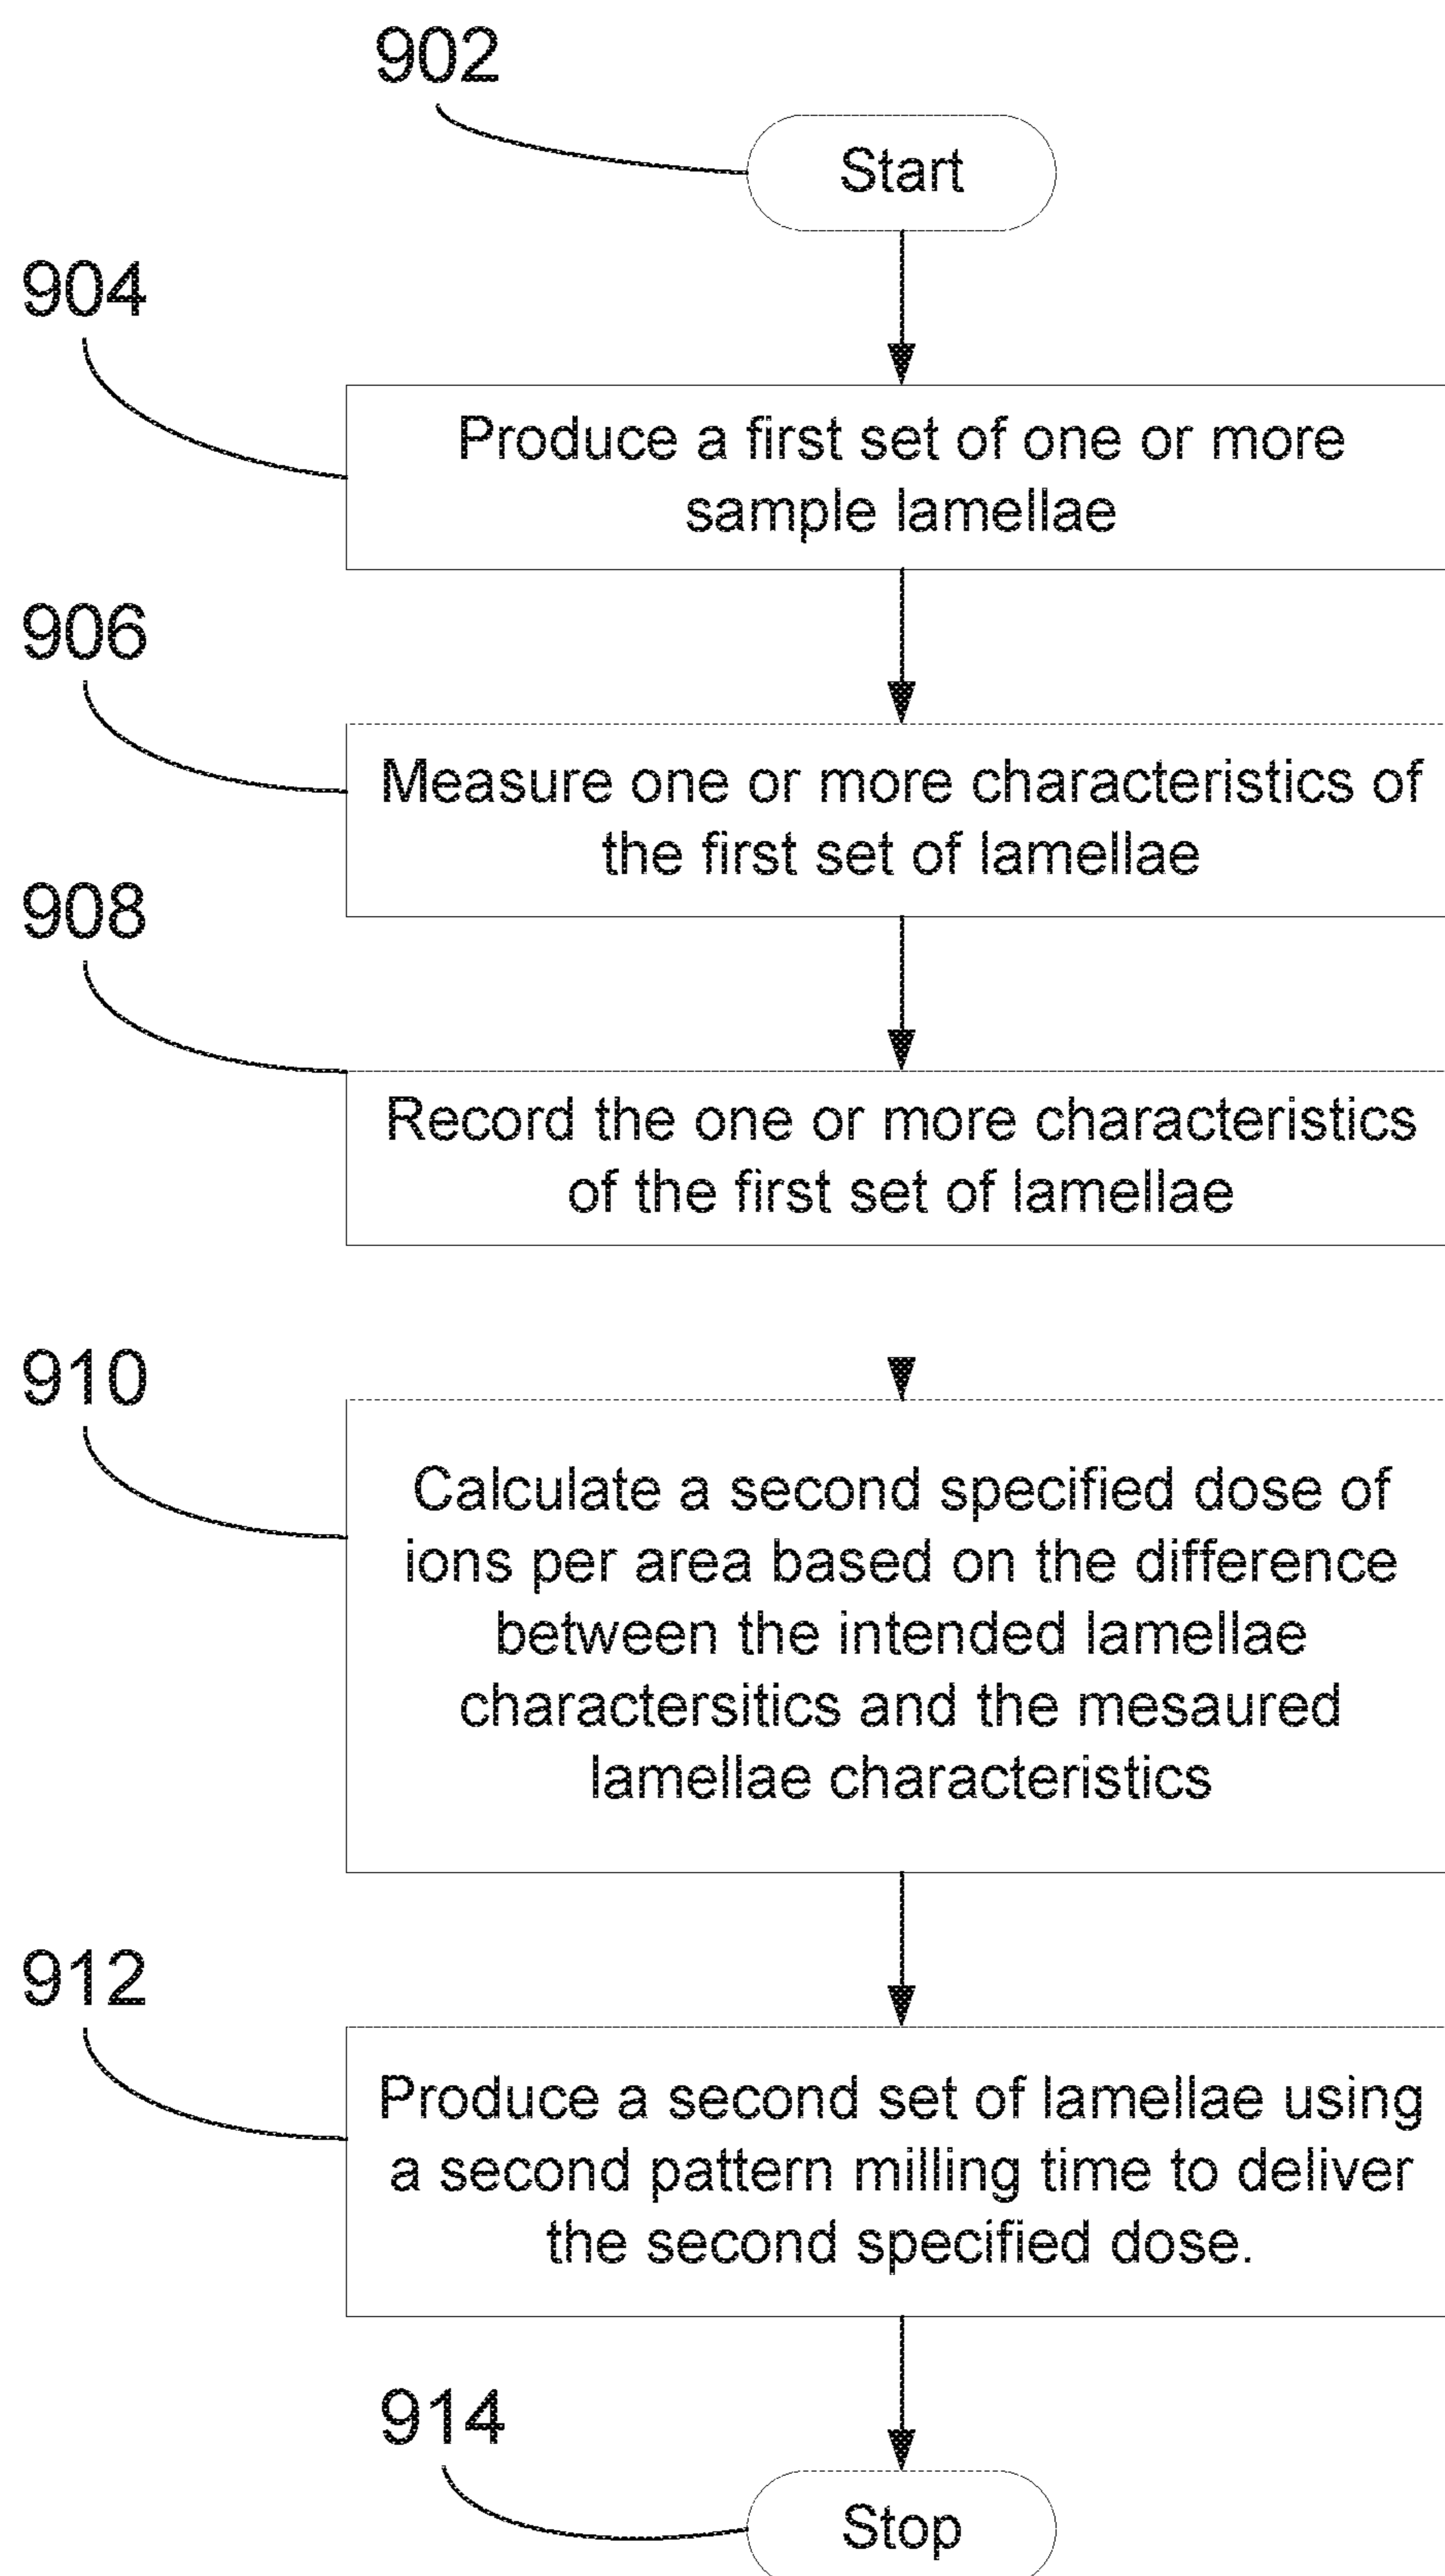 902
Start
904
Produce a first set of one or more
sample lamellae
906
Measure one or more characteristics of
the first set of lamellae
908
Record the one or more characteristics
of the first set of lamellae
910
Calculate a second specified dose of
ions per area based on the difference
between the intended lamellae
charactersitics and the mesaured
lamellae characteristics
912
Produce a second set of lamellae using
a second pattern milling time to deliver
the second specified dose.
914
Stop